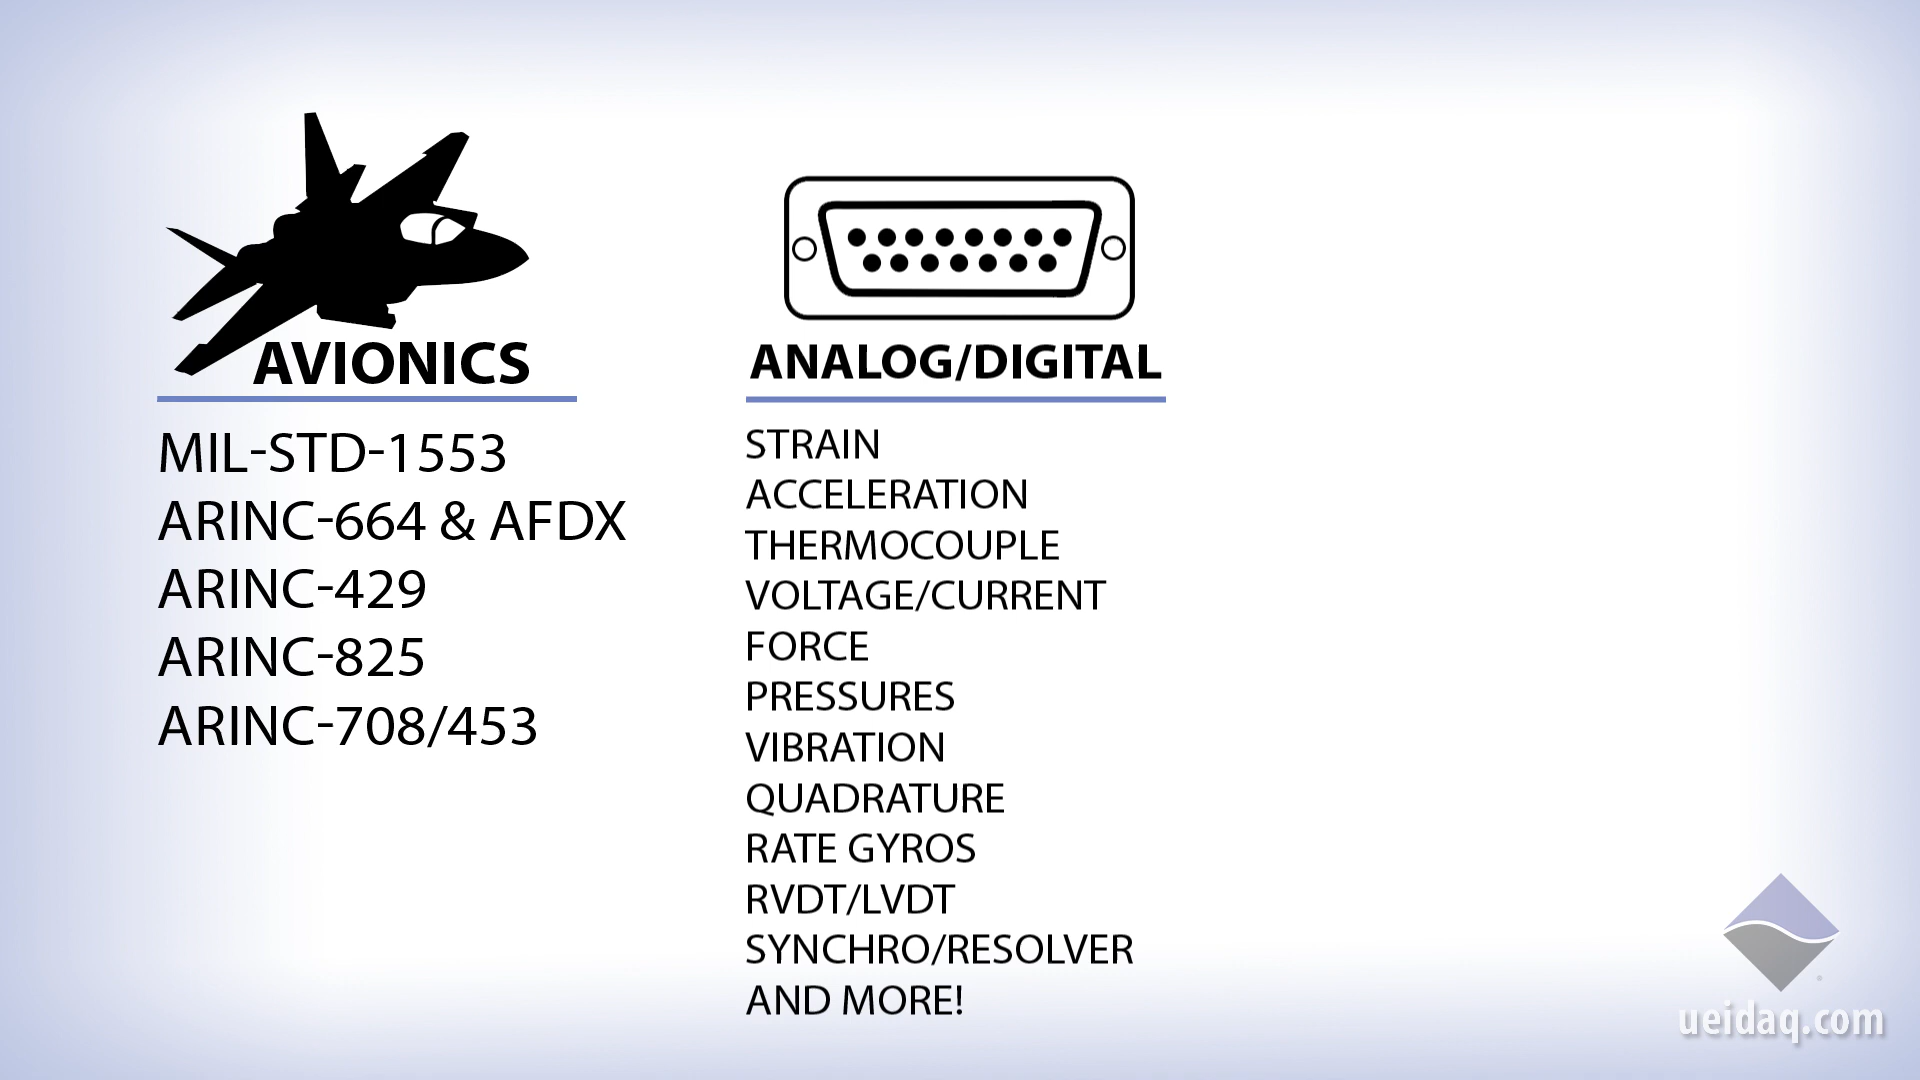 AVIONICS
MIL-STD-1553
ARINC-664 & AFDX
ARINC-429
ARINC-825
ARINC-708/453
ANALOG/DIGITAL
STRAIN
ACCELERATION
THERMOCOUPLE
VOLTAGE/CURRENT
FORCE
PRESSURES
VIBRATION
QUADRATURE
RATE GYROS
RVDT/LVDT
SYNCHRO/RESOLVER
AND MORE!
ueidaq.com